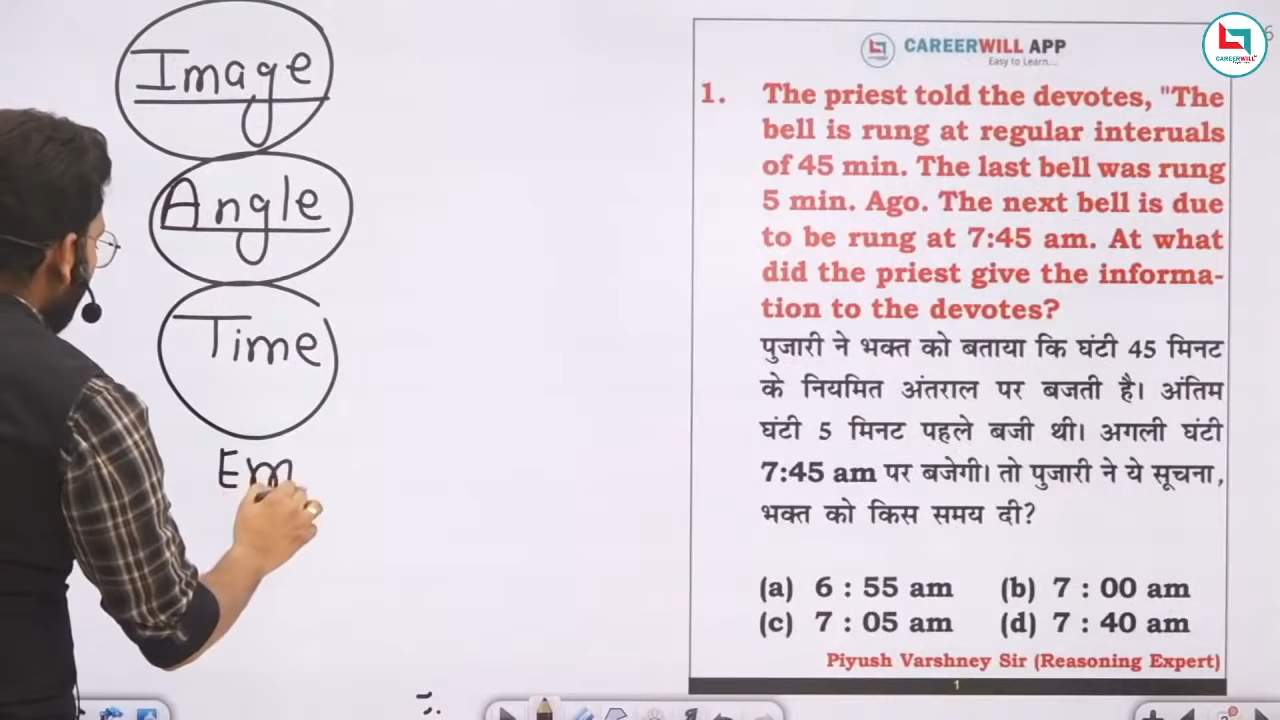 Image
Angle
Time
Em
CAREERWILL APP
Easy to Learn....
CAREERWILL
6
1. The priest told the devotes, "The
bell is rung at regular interuals
of 45 min. The last bell was rung
5 min. Ago. The next bell is due
to be rung at 7:45 am. At what
did the priest give the informa-
tion to the devotes?
पुजारी ने भक्त को बताया कि घंटी 45 मिनट
के नियमित अंतराल पर बजती है। अंतिम
घंटी 5 मिनट पहले बजी थी। अगली घंटी
7:45 am पर बजेगी। तो पुजारी ने ये सूचना,
भक्त को किस समय दी?
(a) 6 : 55 am (b) 7 : 00 am
(c) 7 : 05 am (d) 7 : 40 am
Piyush Varshney Sir (Reasoning Expert)
1